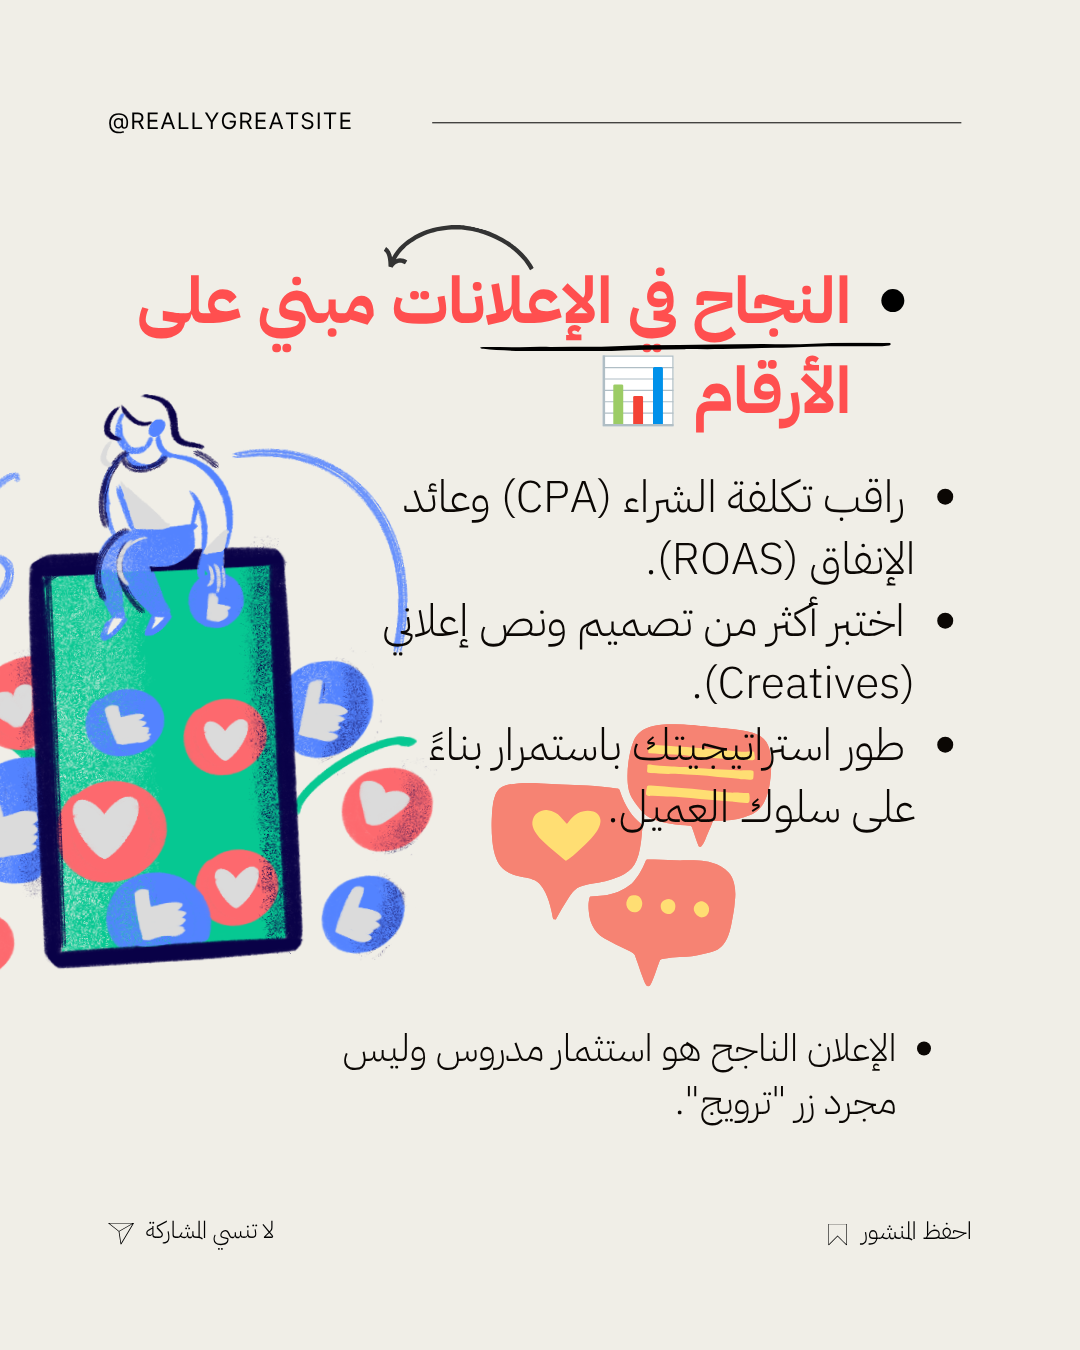 @REALLYGREATSITE
• النجاح في الإعلانات مبني على
الأرقام 📊
• راقب تكلفة الشراء (CPA) وعائد
الإنفاق (ROAS).
• اختبر أكثر من تصميم ونص إعلاني
(Creatives).
• طور استراتيجيتك باستمرار بناءً
على سلوك العميل.
• الإعلان الناجح هو استثمار مدروس وليس
مجرد زر "ترويج".
احفظ المنشور
لا تنسي المشاركة